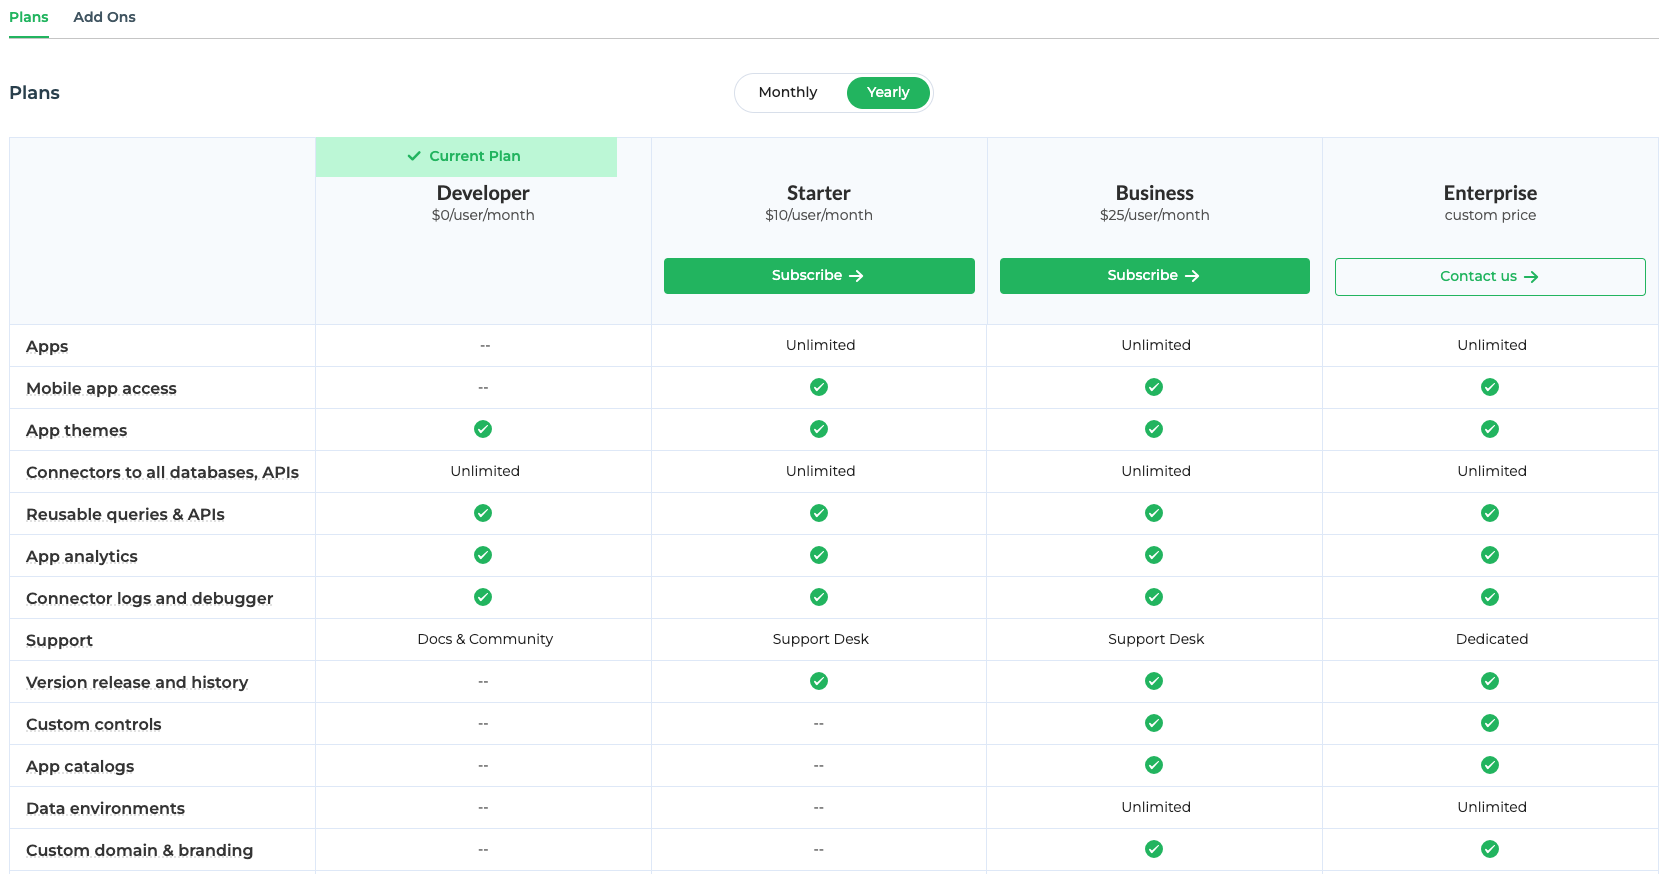 Plans Add Ons
Plans
Monthly Yearly
Current Plan
Developer Starter Business Enterprise
$0/user/month $10/user/month $25/user/month custom price
Subscribe → Subscribe → Contact us →
Apps -- Unlimited Unlimited Unlimited
Mobile app access --
App themes
Connectors to all databases, APIs Unlimited Unlimited Unlimited Unlimited
Reusable queries & APIs
App analytics
Connector logs and debugger
Support Docs & Community Support Desk Support Desk Dedicated
Version release and history --
Custom controls -- --
App catalogs -- --
Data environments -- -- Unlimited Unlimited
Custom domain & branding -- --